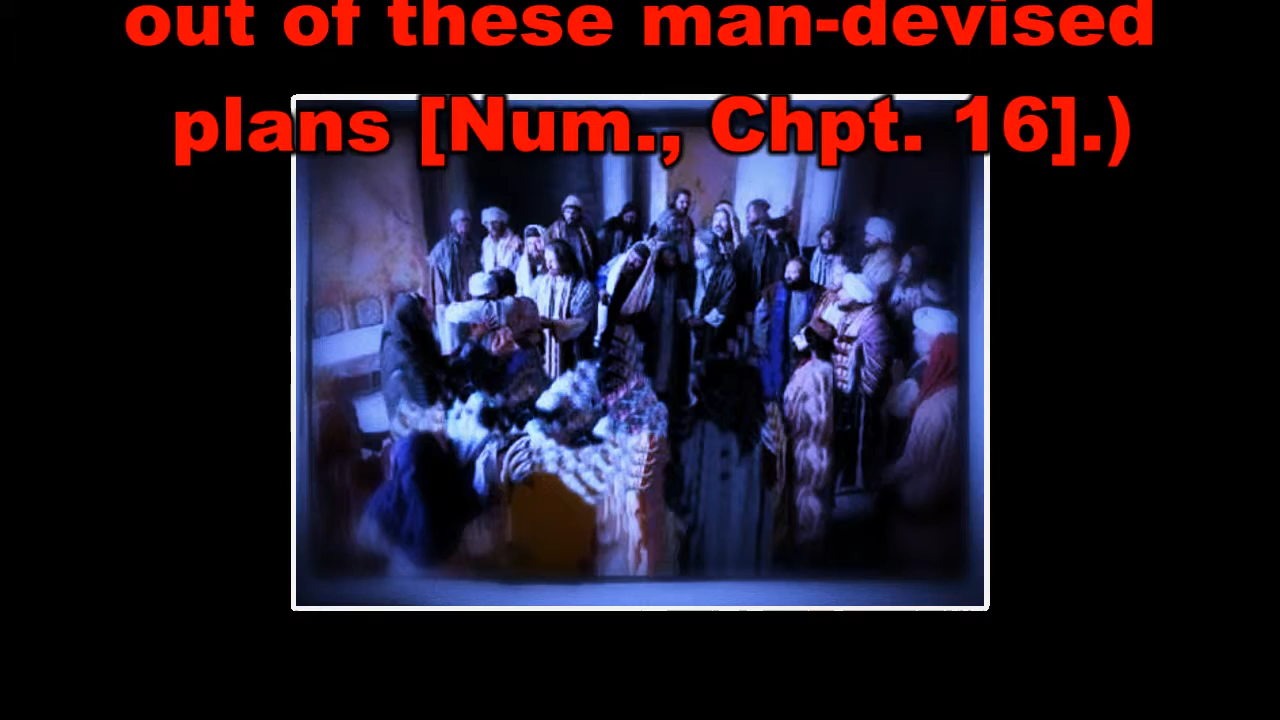 out of these man-devised
plans [Num., Chpt. 16].)